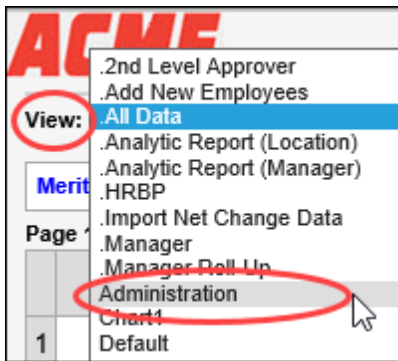 ACME
.2nd Level Approver
.Add New Employees
View:
.All Data
.Analytic Report (Location)
.Analytic Report (Manager)
Merit
.HRBP
.Import Net Change Data
Page
.Manager
.Manager Roll-Up
Administration
Chart1
1
Default